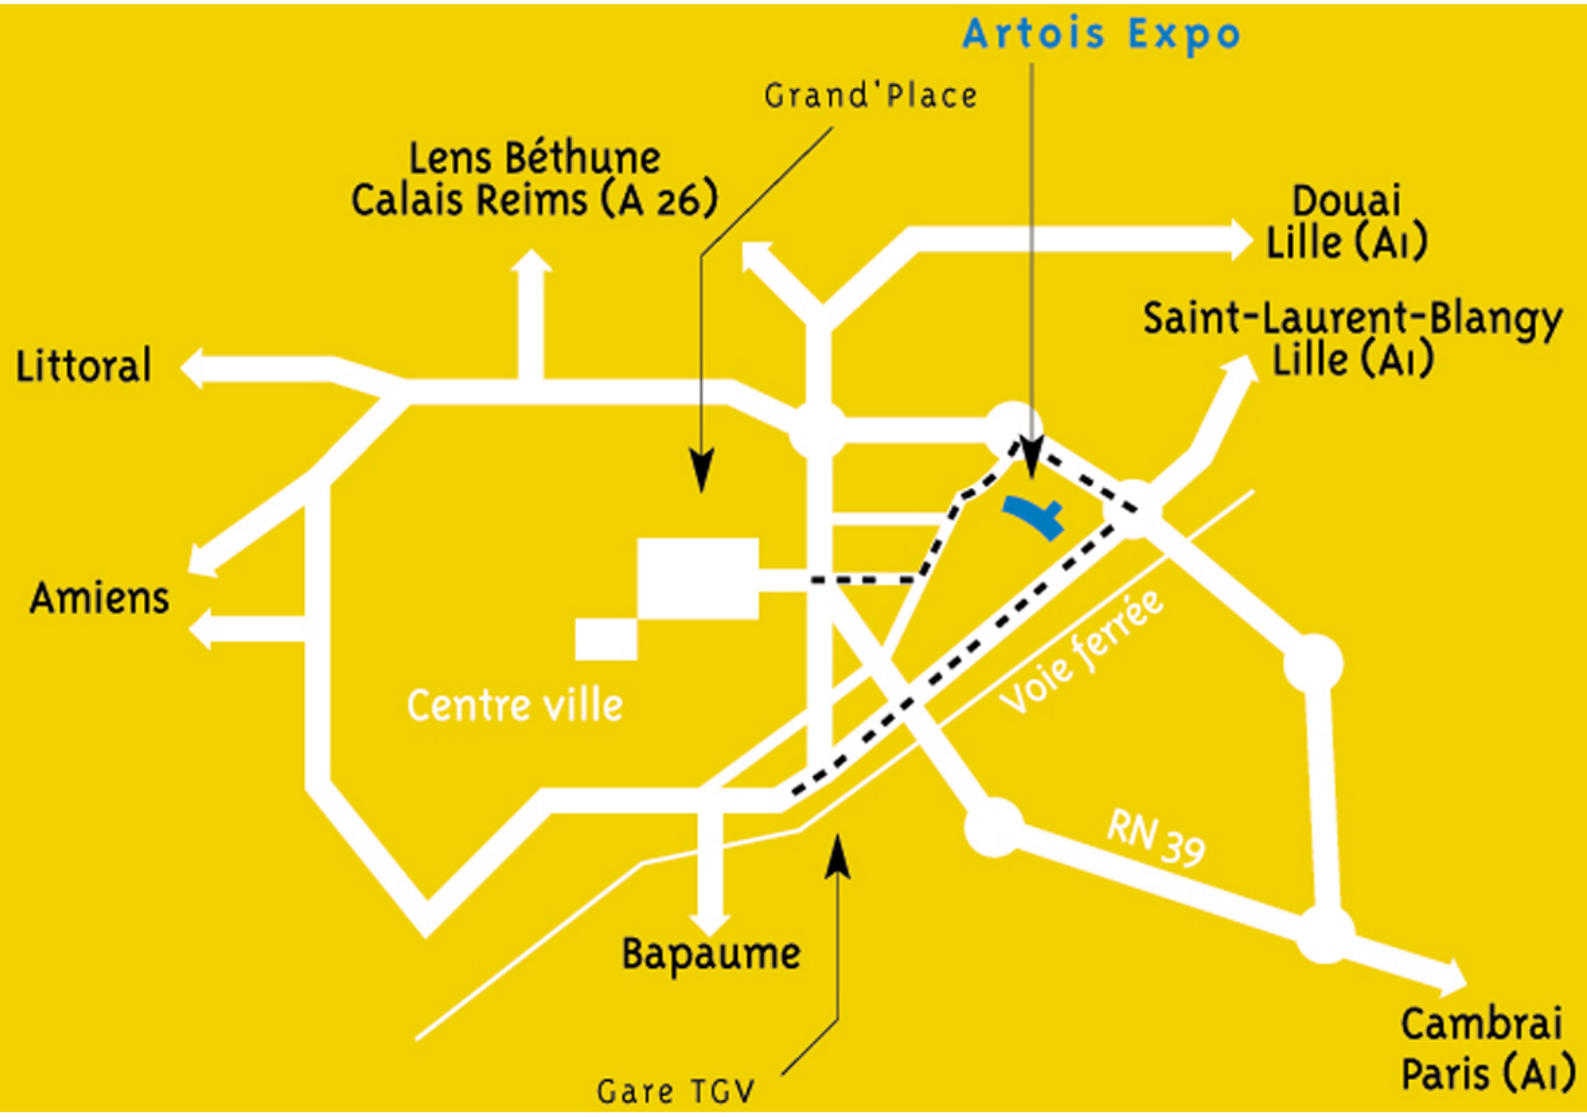 Artois Expo
Grand'Place
Lens Béthune
Calais Reims (A 26)
Douai
Lille (A1)
Saint-Laurent-Blangy
Lille (A1)
Littoral
Amiens
Voie ferrée
Centre ville
RN 39
Bapaume
Cambrai
Paris (A1)
Gare TGV